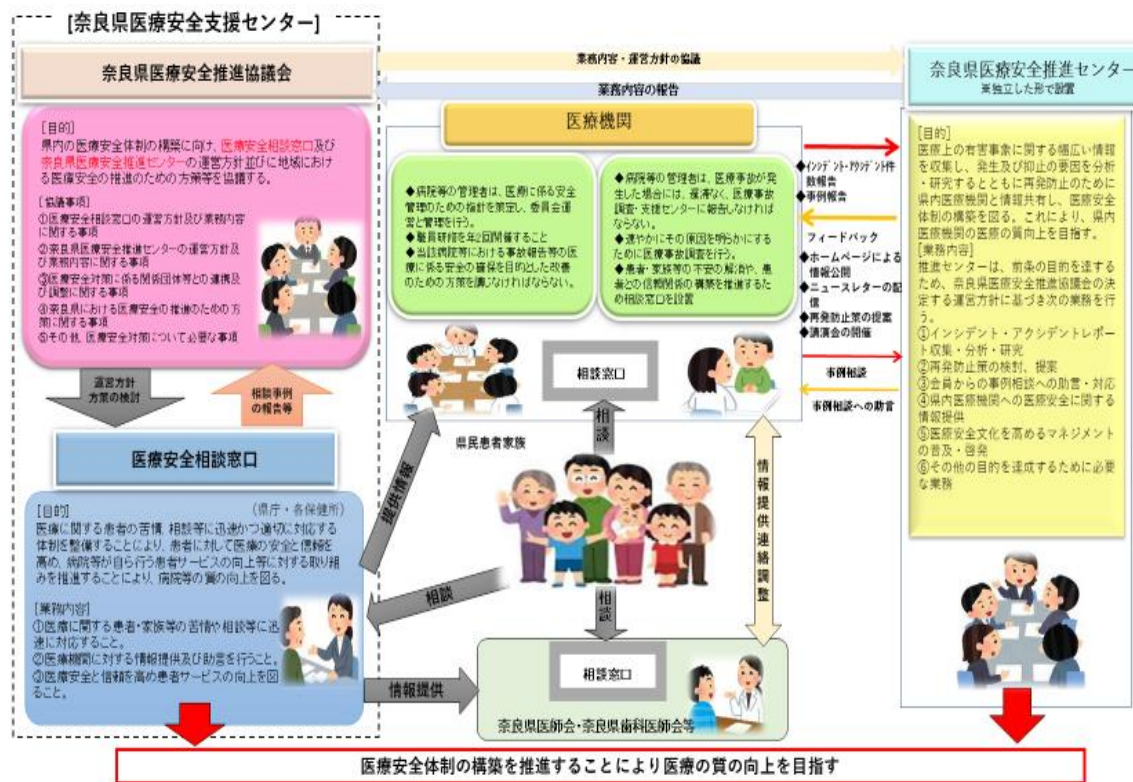 [奈良県医療安全支援センター]
奈良県医療安全推進協議会
[目的]
県内の医療安全体制の構築に向け、医療安全相談窓口及び
奈良県医療安全推進センターの運営方針並びに地域におけ
る医療安全の推進のための方策等を協議する。
[協議事項]
①医療安全相談窓口の運営方針及び業務内容
に関する事項
②奈良県医療安全推進センターの運営方針及
び業務内容に関する事項
③医療安全対策に係る関係団体等との連携及
び調整に関する事項
④奈良県における医療安全の推進のための方
策に関する事項
⑤その他、医療安全対策について必要な事項
運営方針
方策の検討
相談事例
の報告等
医療安全相談窓口
[目的]
(県庁・各保健所)
医療に関する患者の苦情、相談等に迅速かつ適切に対応する
体制を整備することにより、患者に対して医療の安全と信頼を
高め、病院等が自ら行う患者サービスの向上等に対する取り組
みを推進することにより、病院等の質の向上を図る。
[業務内容]
①医療に関する患者・家族等の苦情や相談等に迅
速に対応すること。
②医療機関に対する情報提供及び助言を行うこと。
③医療安全と信頼を高め患者サービスの向上を図
ること。
業務内容・運営方針の協議
業務内容の報告
医療機関
◆病院等の管理者は、医療に係る安全
管理のための指針を策定し、委員会運
営と管理を行う。
◆職員研修を年2回開催すること
◆当該病院等における事故報告等の医
療に係る安全の確保を目的とした改善
のための方策を講じなければならない。
◆病院等の管理者は、医療事故が発
生した場合には、遅滞なく、医療事故
調査・支援センターに報告しなければ
ならない。
◆速やかにその原因を明らかにする
ために医療事故調査を行う。
◆患者・家族等の不安の解消や、患
者との信頼関係の構築を推進するため
相談窓口を設置
相談窓口
相談
県民患者家族
提供情報
相談
相談
情報提供
情報提供連絡調整
相談窓口
奈良県医師会・奈良県歯科医師会等
◆インシデント・アクシデント件
数報告
◆事例報告
フィードバック
◆ホームページによる
情報公開
◆ニュースレターの配
信
◆再発防止策の提案
◆講演会の開催
事例相談
事例相談への助言
奈良県医療安全推進センター
※独立した形で設置
[目的]
医療上の有害事象に関する幅広い情報
を収集し、発生及び抑止の要因を分析
・研究するとともに再発防止のために
県内医療機関と情報共有し、医療安全
体制の構築を図る。これにより、県内
医療機関の医療の質向上を目指す。
[業務内容]
推進センターは、前条の目的を達する
ため、奈良県医療安全推進協議会の決
定する運営方針に基づき次の業務を行
う。
①インシデント・アクシデントレポー
ト収集・分析・研究
②再発防止策の検討、提案
③会員からの事例相談への助言・対応
④県内医療機関への医療安全に関する
情報提供
⑤医療安全文化を高めるマネジメント
の普及・啓発
⑥その他の目的を達成するために必要
な業務
医療安全体制の構築を推進することにより医療の質の向上を目指す